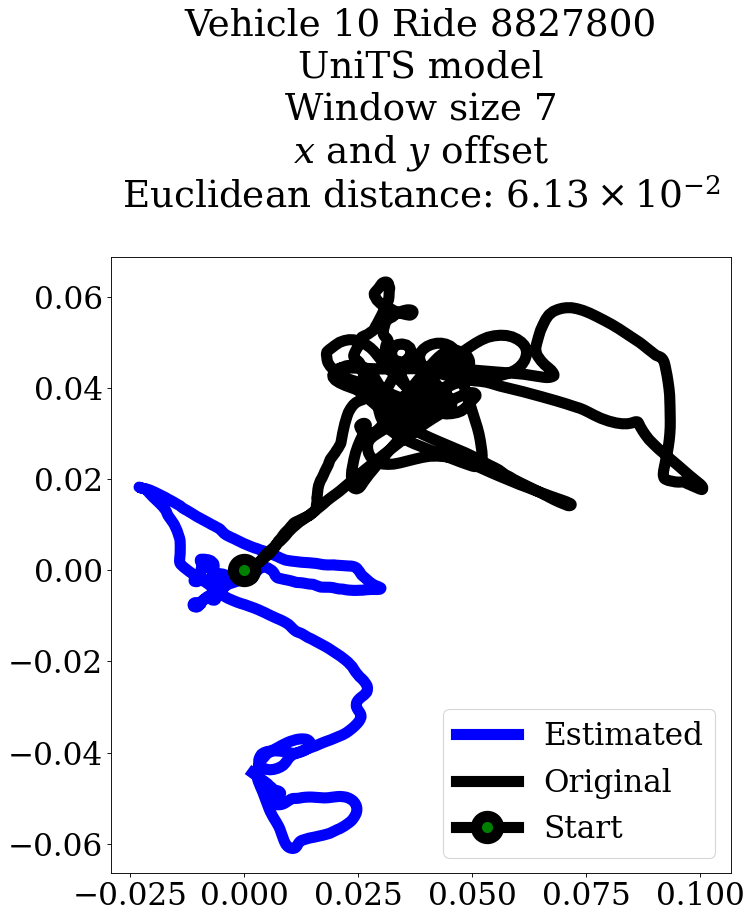 Vehicle 10 Ride 8827800
UniTS model
Window size 7
x and y offset
Euclidean distance: 6.13 × 10⁻²
0.06
0.04
0.02
0.00
−0.02
−0.04
−0.06
−0.025 0.000 0.025 0.050 0.075 0.100
Estimated
Original
Start